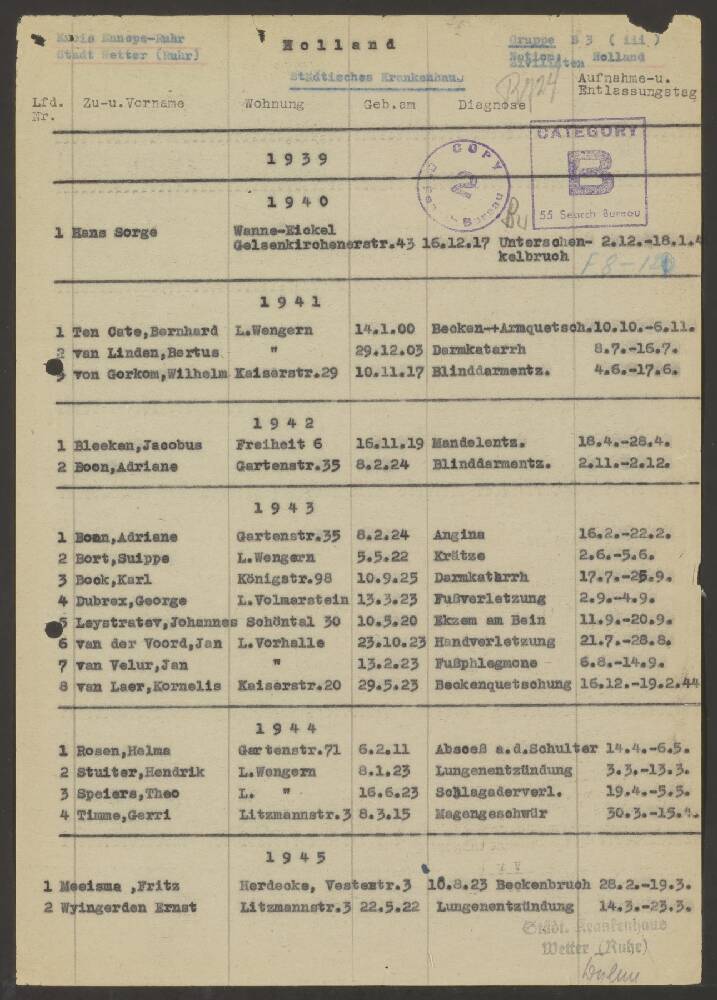 Kreis Ennepe-Ruhr Holland Gruppe B 3 ( iii )
Stadt Wetter (Ruhr) Nation: Holland
Zivilisten
Städtisches Krankenhaus Aufnahme-u.
Lfd. Zu-u.Vorname Wohnung Geb.am Diagnose Entlassungstag
Nr.
CATEGORY
B
55 Search Bureau
COPY
2
Bureau
1939
1940
1 Hans Sorge Wanne-Eickel
Gelsenkirchenerstr.43 16.12.17 Unterschen- 2.12.-18.1.4
kelbruch
F8-12
1941
1 Ten Cate,Bernhard L.Wengern 14.1.00 Becken-+Armquetsch.10.10.-6.11.
2 van Linden,Bertus " 29.12.03 Darmkatarrh 8.7.-16.7.
3 von Gorkom,Wilhelm Kaiserstr.29 10.11.17 Blinddarmentz. 4.6.-17.6.
1942
1 Bleeken,Jacobus Freiheit 6 16.11.19 Mandelentz. 18.4.-28.4.
2 Boon,Adriane Gartenstr.35 8.2.24 Blinddarmentz. 2.11.-2.12.
1943
1 Boan,Adriane Gartenstr.35 8.2.24 Angina 16.2.-22.2.
2 Bort,Suippe L.Wengern 5.5.22 Krätze 2.6.-5.6.
3 Bock,Karl Königstr.98 10.9.25 Darmkatarrh 17.7.-25.9.
4 Dubrex,George L.Volmarstein 13.3.23 Fußverletzung 2.9.-4.9.
5 Leystratev,Johannes Schöntal 30 10.5.20 Ekzem am Bein 11.9.-20.9.
6 van der Voord,Jan L.Vorhalle 23.10.23 Handverletzung 21.7.-28.8.
7 van Velur,Jan " 13.2.23 Fußphlegmone 6.8.-14.9.
8 van Laer,Kornelis Kaiserstr.20 29.5.23 Beckenquetschung 16.12.-19.2.44
1944
1 Rosen,Helma Gartenstr.71 6.2.11 Absceß a.d.Schulter 14.4.-6.5.
2 Stuiter,Hendrik L.Wengern 8.1.23 Lungenentzündung 3.3.-13.3.
3 Speiers,Theo L. " 16.6.23 Schlagaderverl. 19.4.-5.5.
4 Timme,Gerri Litzmannstr.3 8.3.15 Magengeschwür 30.3.-15.4.
1945
1 Meeisma ,Fritz Herdecke, Vestestr.3 10.8.23 Beckenbruch 28.2.-19.3.
2 Wyingerden Ernst Litzmannstr.3 22.5.22 Lungenentzündung 14.3.-23.3.
Städt. Krankenhaus
Wetter (Ruhr)